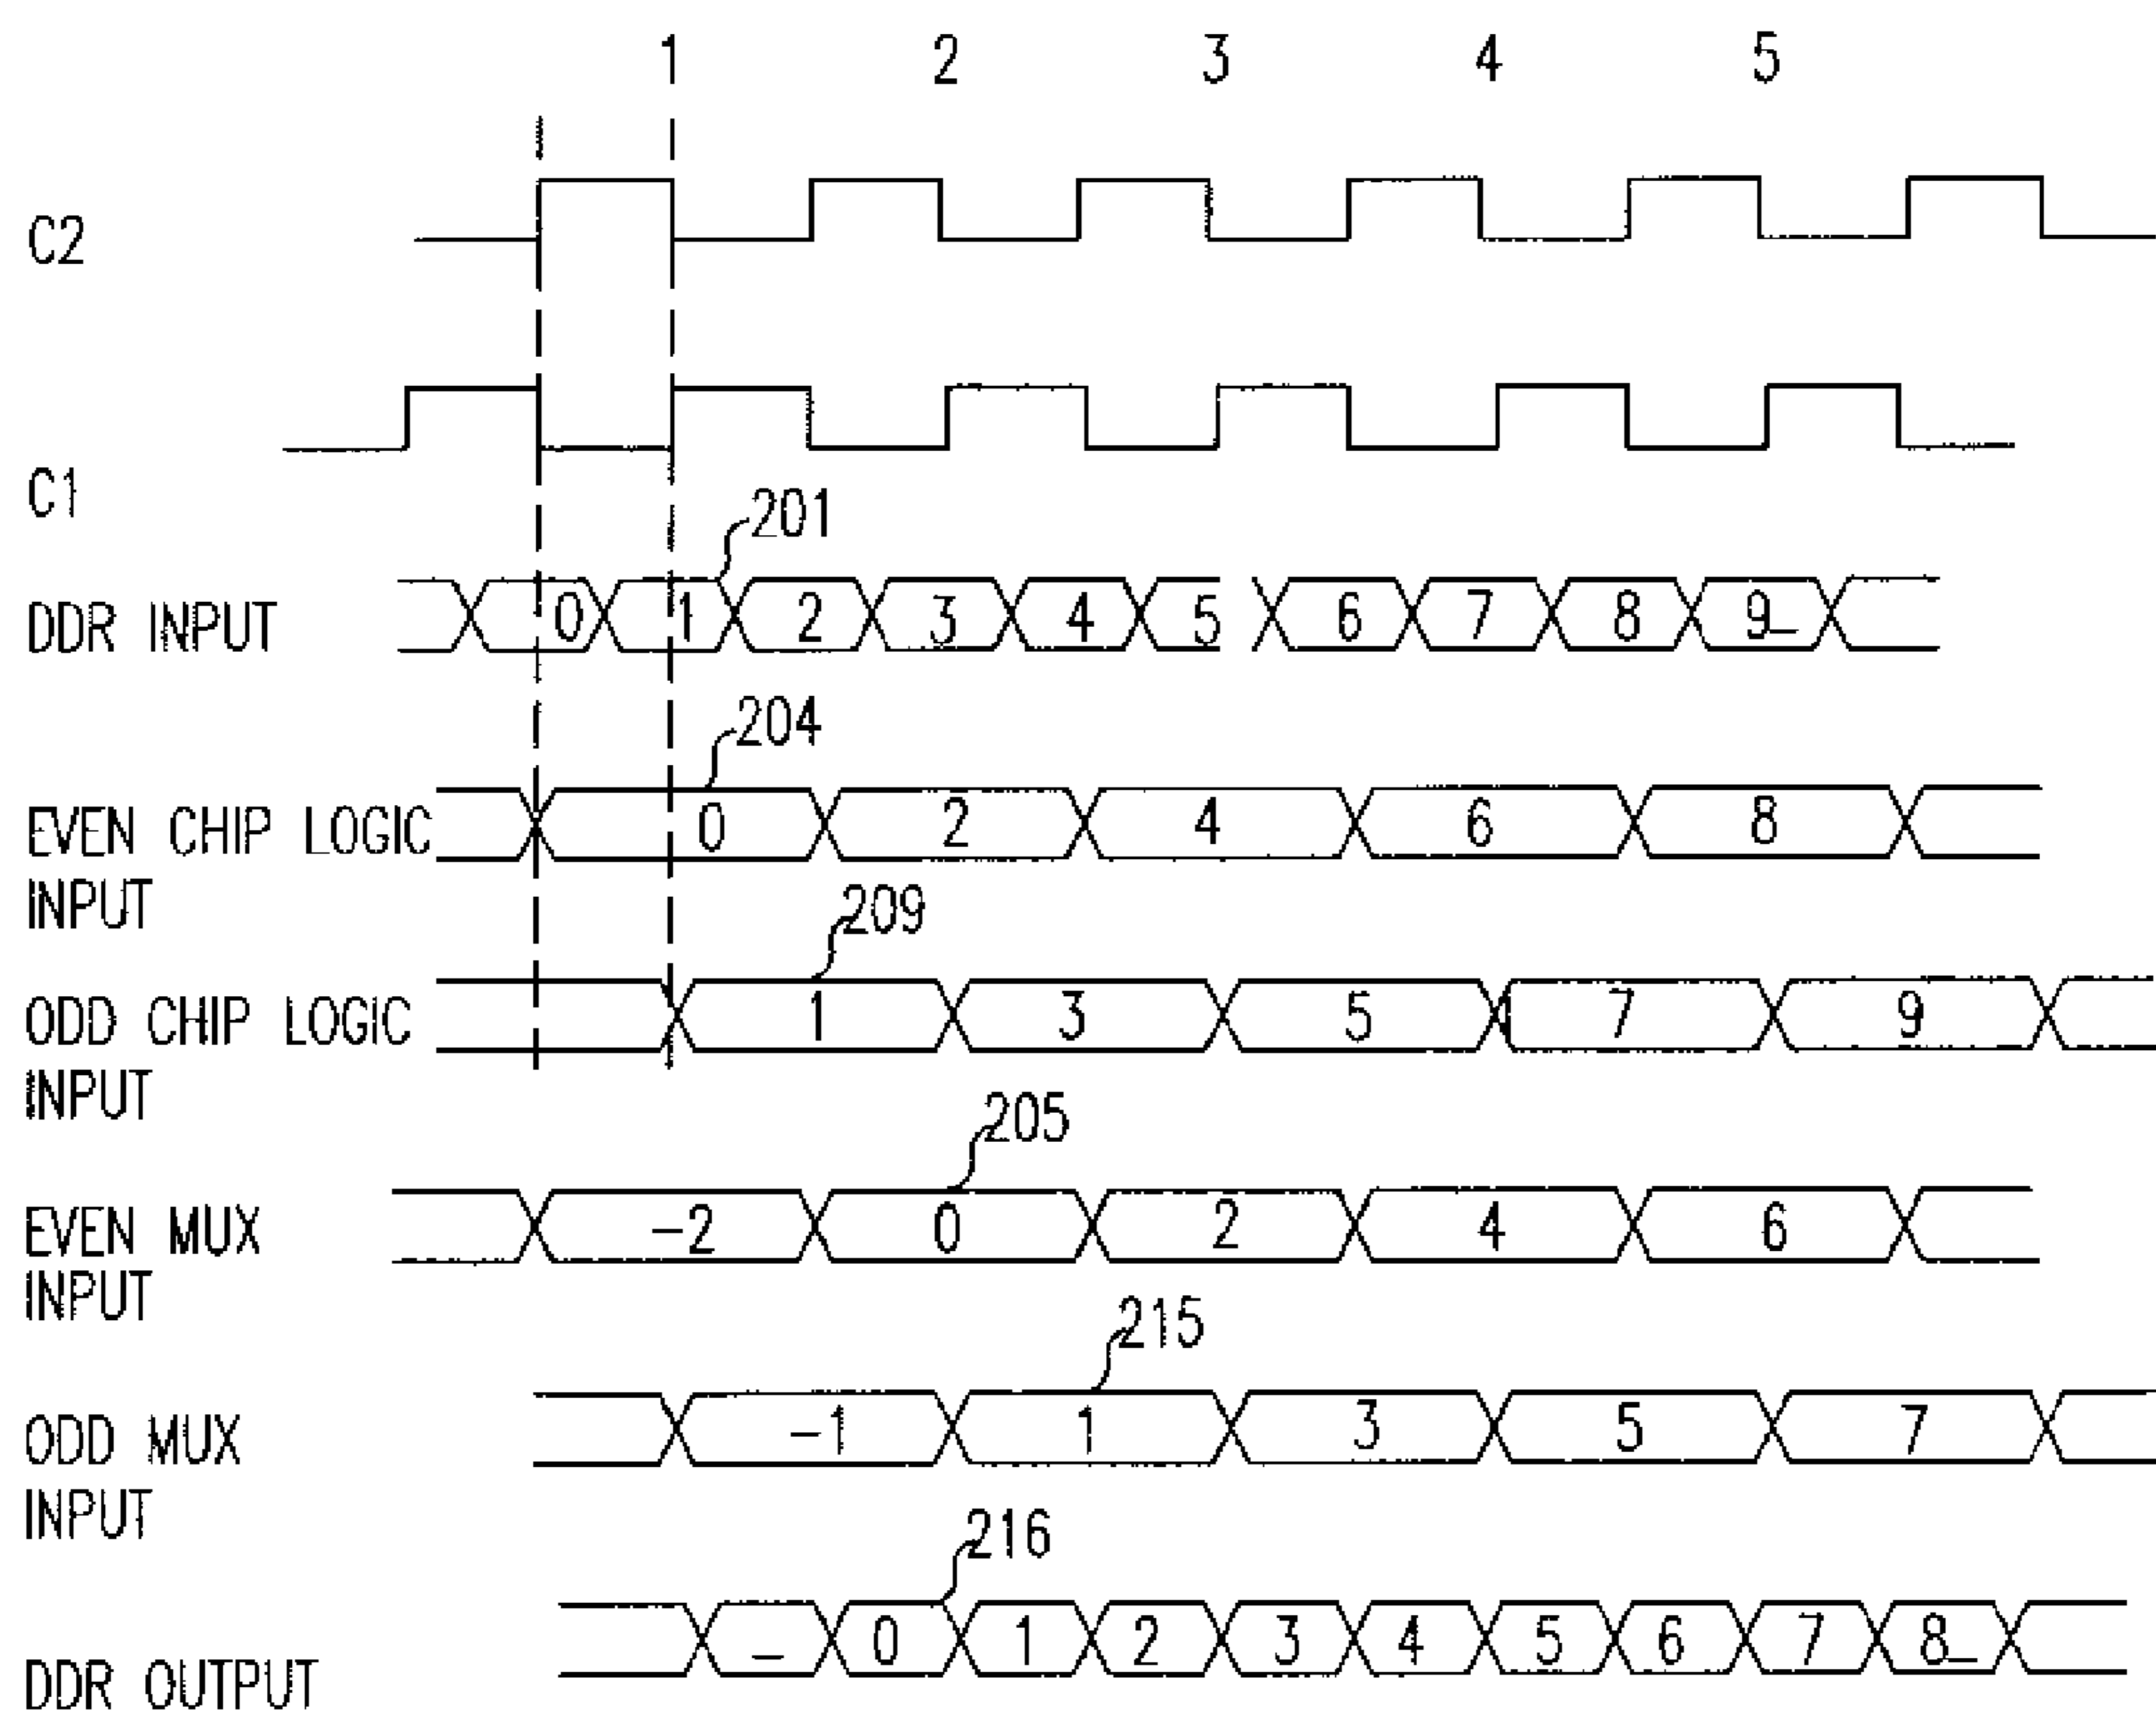 1 2 3 4 5
C2
C1
201
DDR INPUT 0 1 2 3 4 5 6 7 8 9_
204
EVEN CHIP LOGIC 0 2 4 6 8
INPUT
209
ODD CHIP LOGIC 1 3 5 7 9
INPUT
205
EVEN MUX -2 0 2 4 6
INPUT
215
ODD MUX -1 1 3 5 7
INPUT
216
DDR OUTPUT _ 0 1 2 3 4 5 6 7 8_